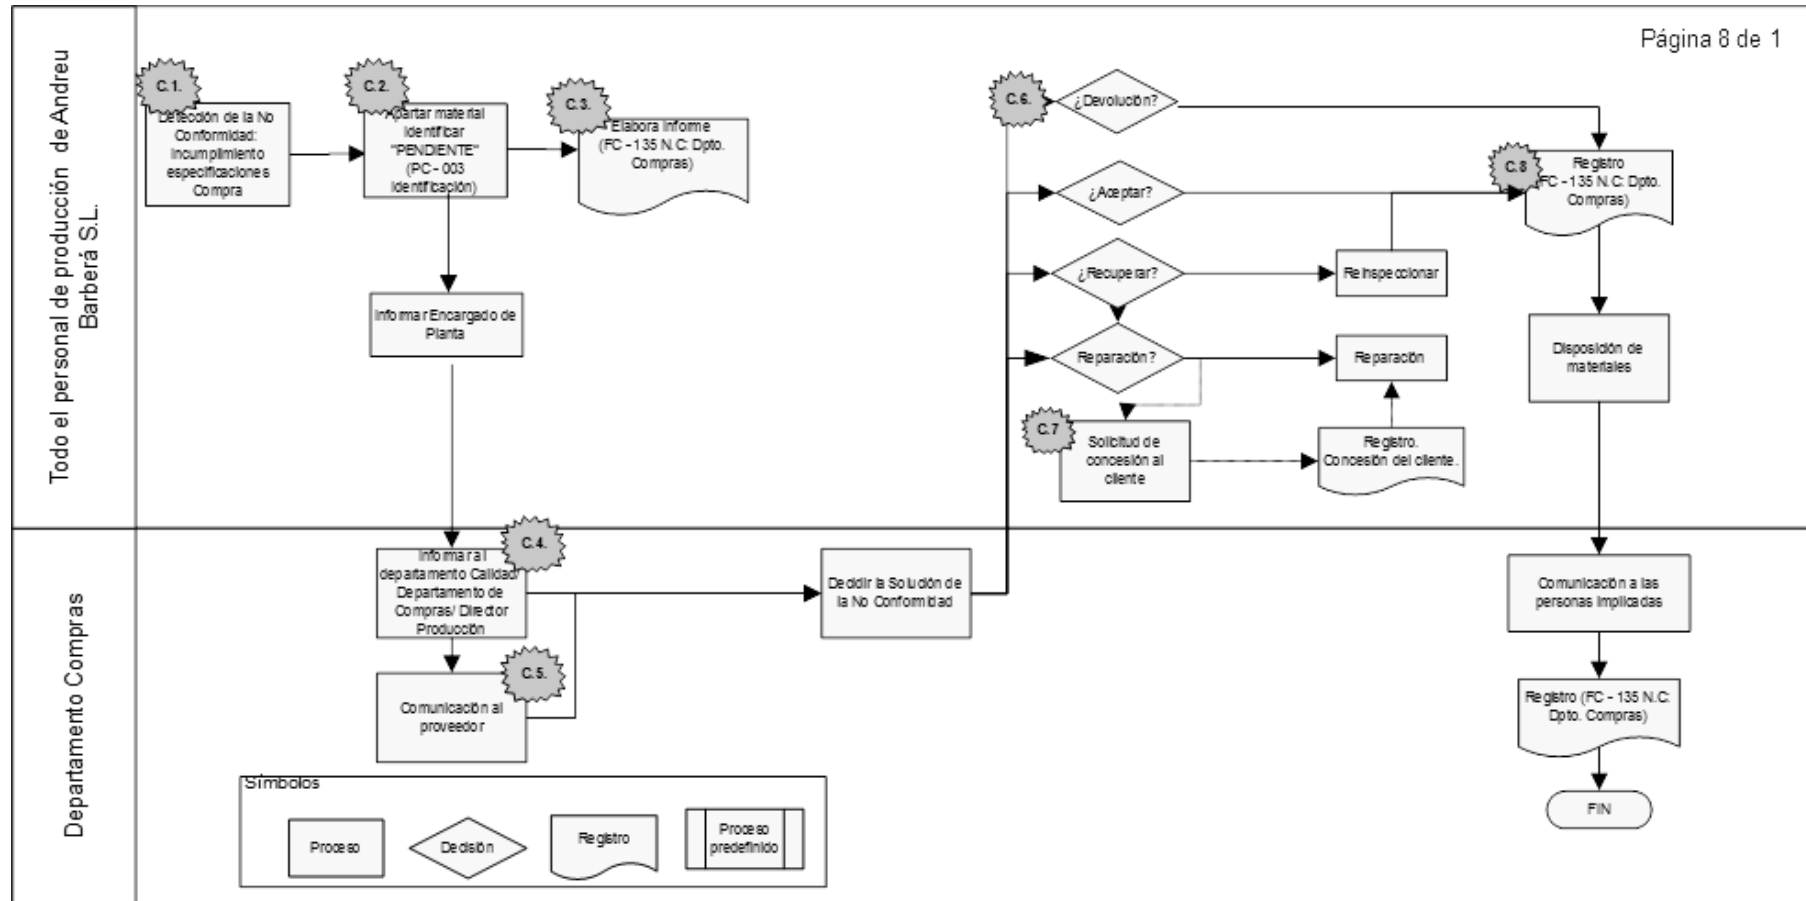 Página 8 de 1
Todo el personal de producción de Andreu
Barberá S.L.
C.1.
Detección de la No
Conformidad:
Incumplimiento
especificaciones
Compra
C.2.
Apartar material
Identificar
"PENDIENTE"
(PC - 003
Identificación)
C.3.
Elabora Informe
(FC - 135 N.C: Dpto.
Compras)
Informar Encargado de
Planta
C.6.
¿Devolución?
¿Aceptar?
¿Recuperar?
Reparación?
Reinspeccionar
Reparación
C.7
Solicitud de
concesión al
cliente
Registro.
Concesión del cliente.
C.8
Registro
(FC - 135 N.C: Dpto.
Compras)
Disposición de
materiales
Departamento Compras
C.4.
Informar al
departamento Calidad/
Departamento de
Compras/ Director
Producción
C.5.
Comunicación al
proveedor
Decidir la Solución de
la No Conformidad
Comunicación a las
personas implicadas
Registro (FC - 135 N.C:
Dpto. Compras)
FIN
Símbolos
Proceso
Decisión
Registro
Proceso
predefinido